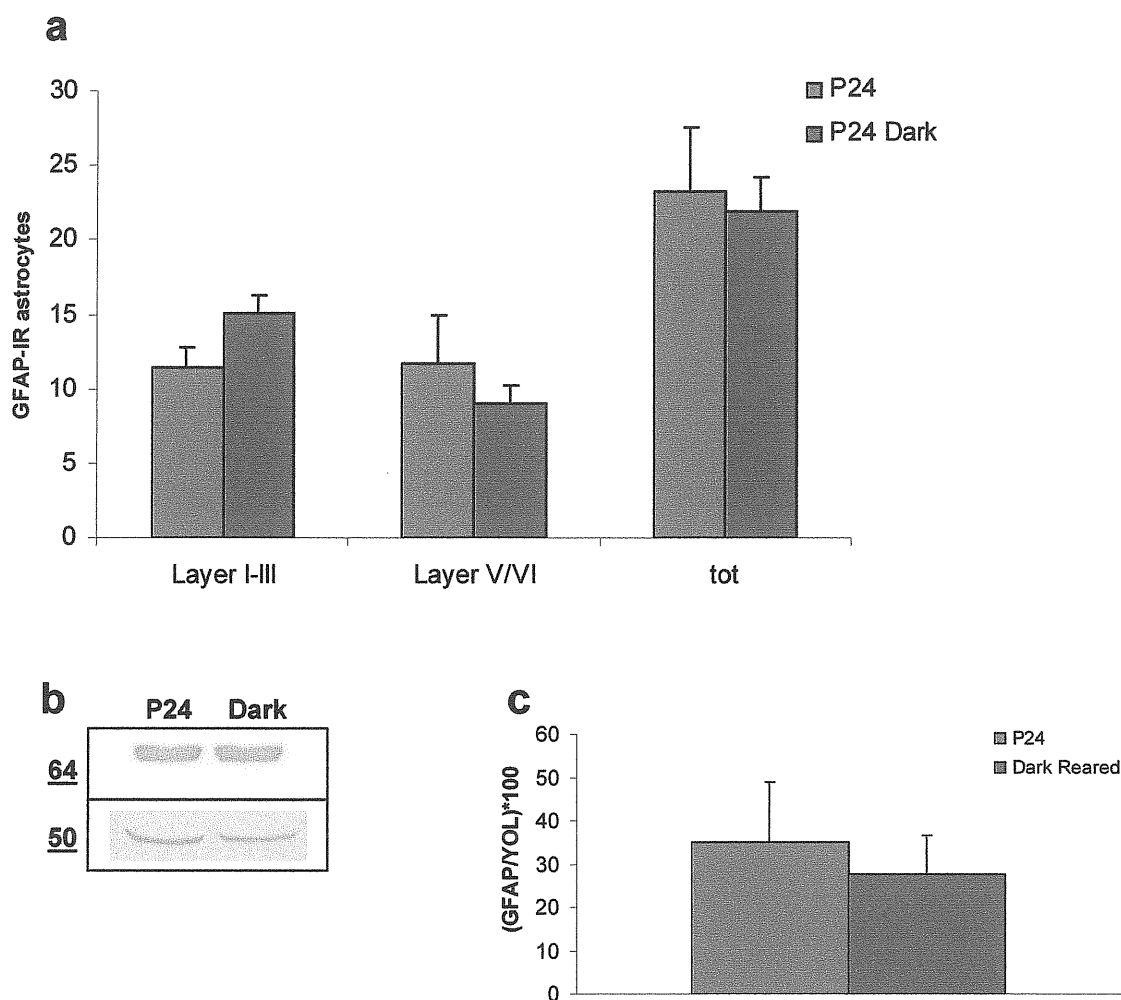 a
30
25
20
15
10
5
0
GFAP-IR astrocytes
P24
P24 Dark
Layer I-III
Layer V/VI
tot
b
P24 Dark
64
50
c
60
50
40
30
20
10
0
(GFAP/YOL)*100
P24
Dark Reared